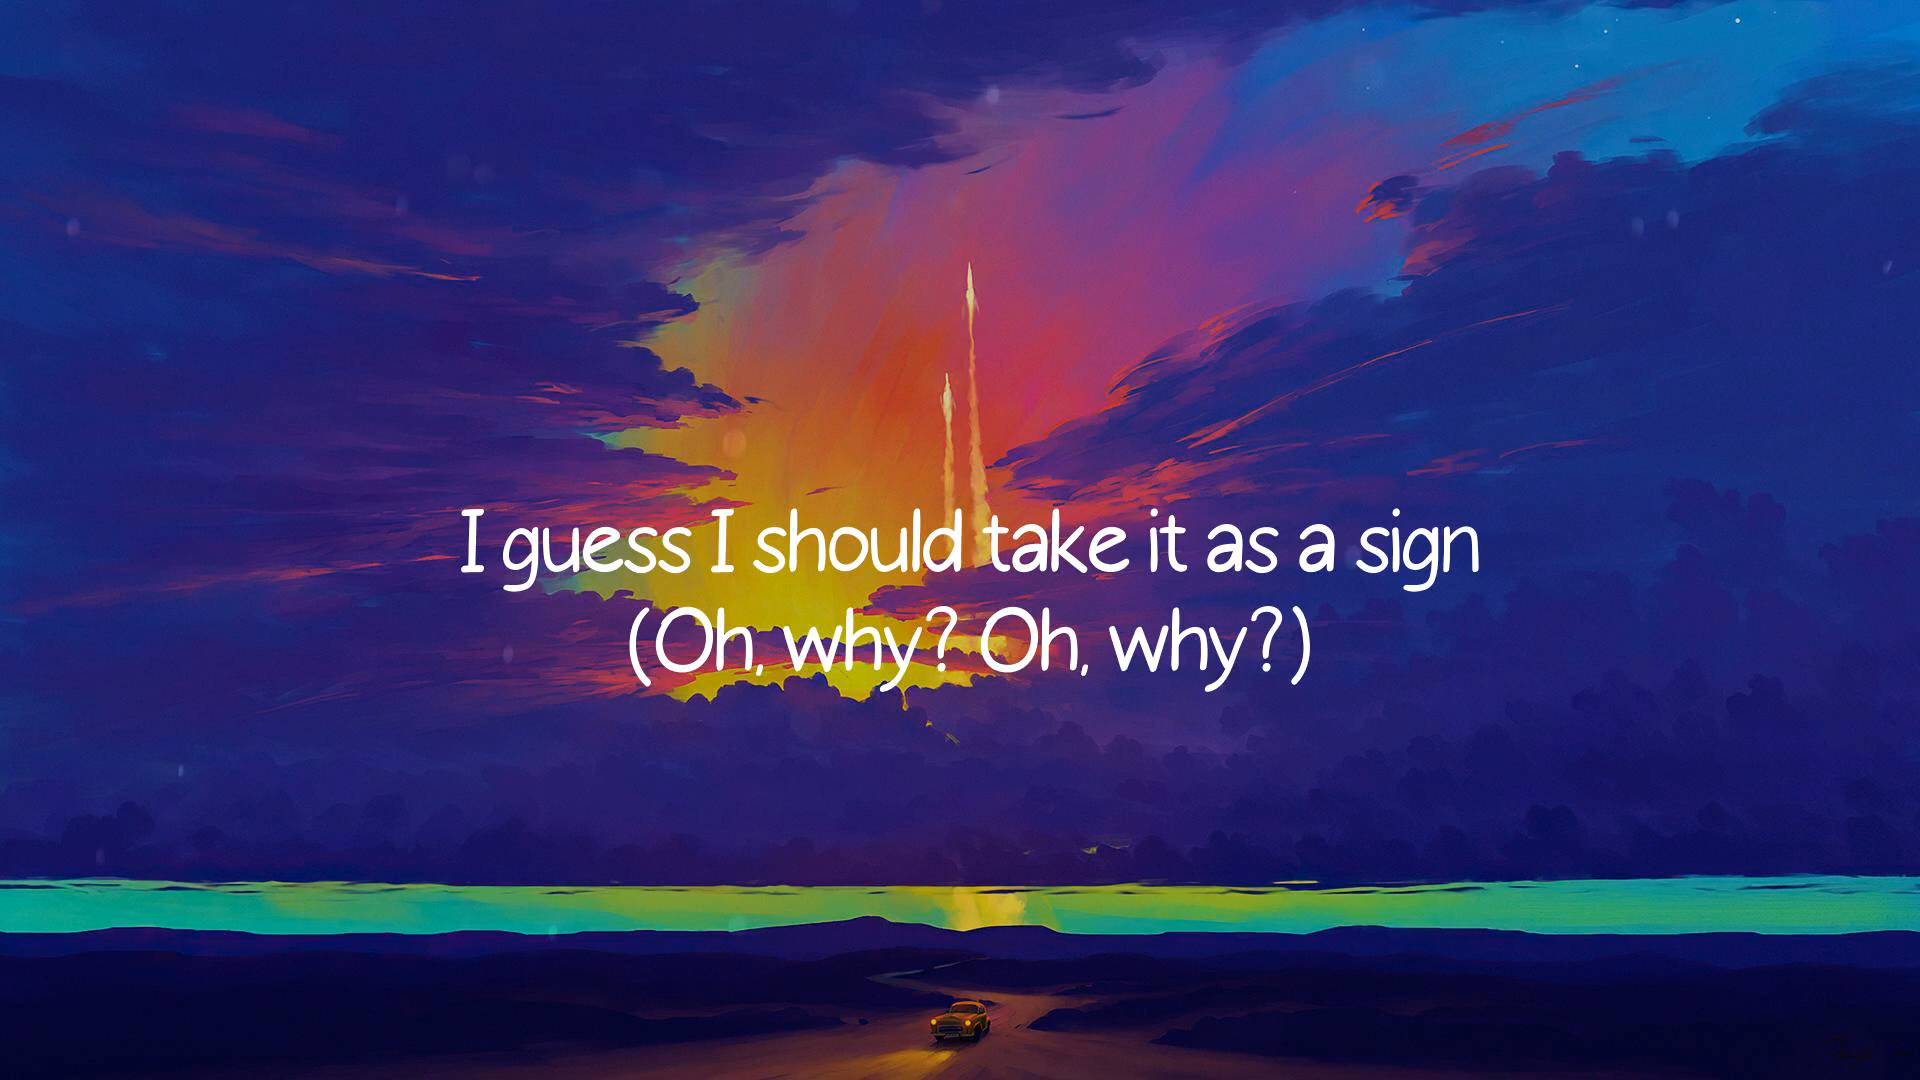 I guess I should take it as a sign
(Oh, why? Oh, why?)